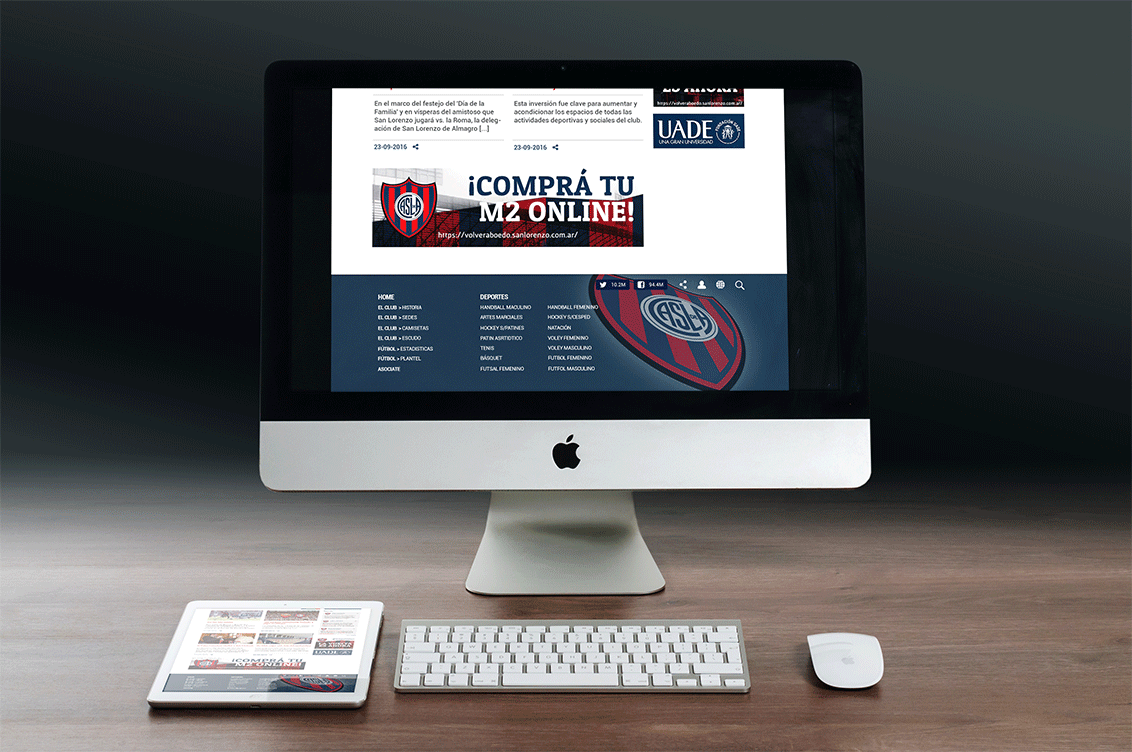 ES AHORA
En el marco del festejo del 'Día de la
Familia' y en vísperas del amistoso que
San Lorenzo jugará vs. la Roma, la deleg-
ación de San Lorenzo de Almagro [...]
23-09-2016
Esta inversión fue clave para aumentar y
acondicionar los espacios de todas las
actividades deportivas y sociales del club.
23-09-2016
https://volveraboedo.sanlorenzo.com.ar/
UADE
UNA GRAN UNIVERSIDAD
FUNDACIÓN UADE
CASLA
¡COMPRÁ TU
M2 ONLINE!
https://volveraboedo.sanlorenzo.com.ar/
10.2M
94.4M
HOME
EL CLUB > HISTORIA
EL CLUB > SEDES
EL CLUB > CAMISETAS
EL CLUB > ESCUDO
FÚTBOL > ESTADISTICAS
FÚTBOL > PLANTEL
ASOCIATE
DEPORTES
HANDBALL MACULINO
ARTES MARCIALES
HOCKEY S/PATINES
PATIN ASRTIDTICO
TENIS
BÁSQUET
FUTSAL FEMENINO
HANDBALL FEMENINO
HOCKEY S/CESPED
NATACIÓN
VOLEY FEMENINO
VOLEY MASCULINO
FUTBOL FEMENINO
FUTFOL MASCULINO
CASLA
UADE
¡COMPRÁ TU
M2 ONLINE!